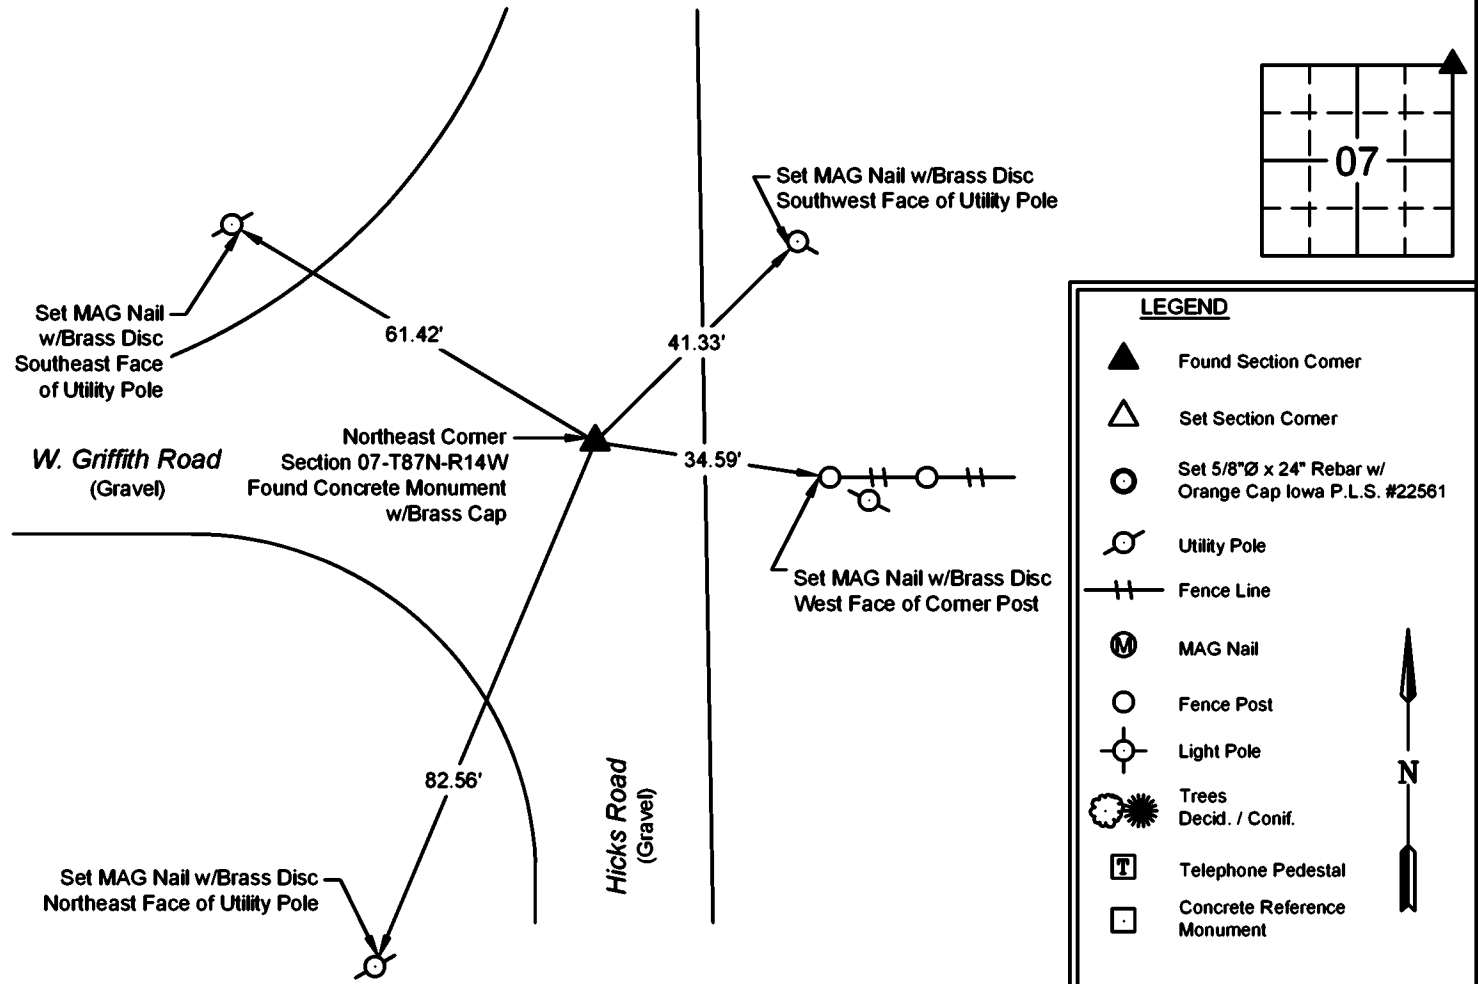 07
Set MAG Nail w/Brass Disc
Southwest Face of Utility Pole
Set MAG Nail
w/Brass Disc
Southeast Face
of Utility Pole
61.42'
41.33'
Northeast Corner
Section 07-T87N-R14W
Found Concrete Monument
w/Brass Cap
34.59'
W. Griffith Road
(Gravel)
Set MAG Nail w/Brass Disc
West Face of Corner Post
82.56'
Hicks Road
(Gravel)
Set MAG Nail w/Brass Disc
Northeast Face of Utility Pole
LEGEND
Found Section Corner
Set Section Corner
Set 5/8"Ø x 24" Rebar w/
Orange Cap Iowa P.L.S. #22561
Utility Pole
Fence Line
M MAG Nail
Fence Post
Light Pole
Trees
Decid. / Conif.
T Telephone Pedestal
Concrete Reference
Monument
N